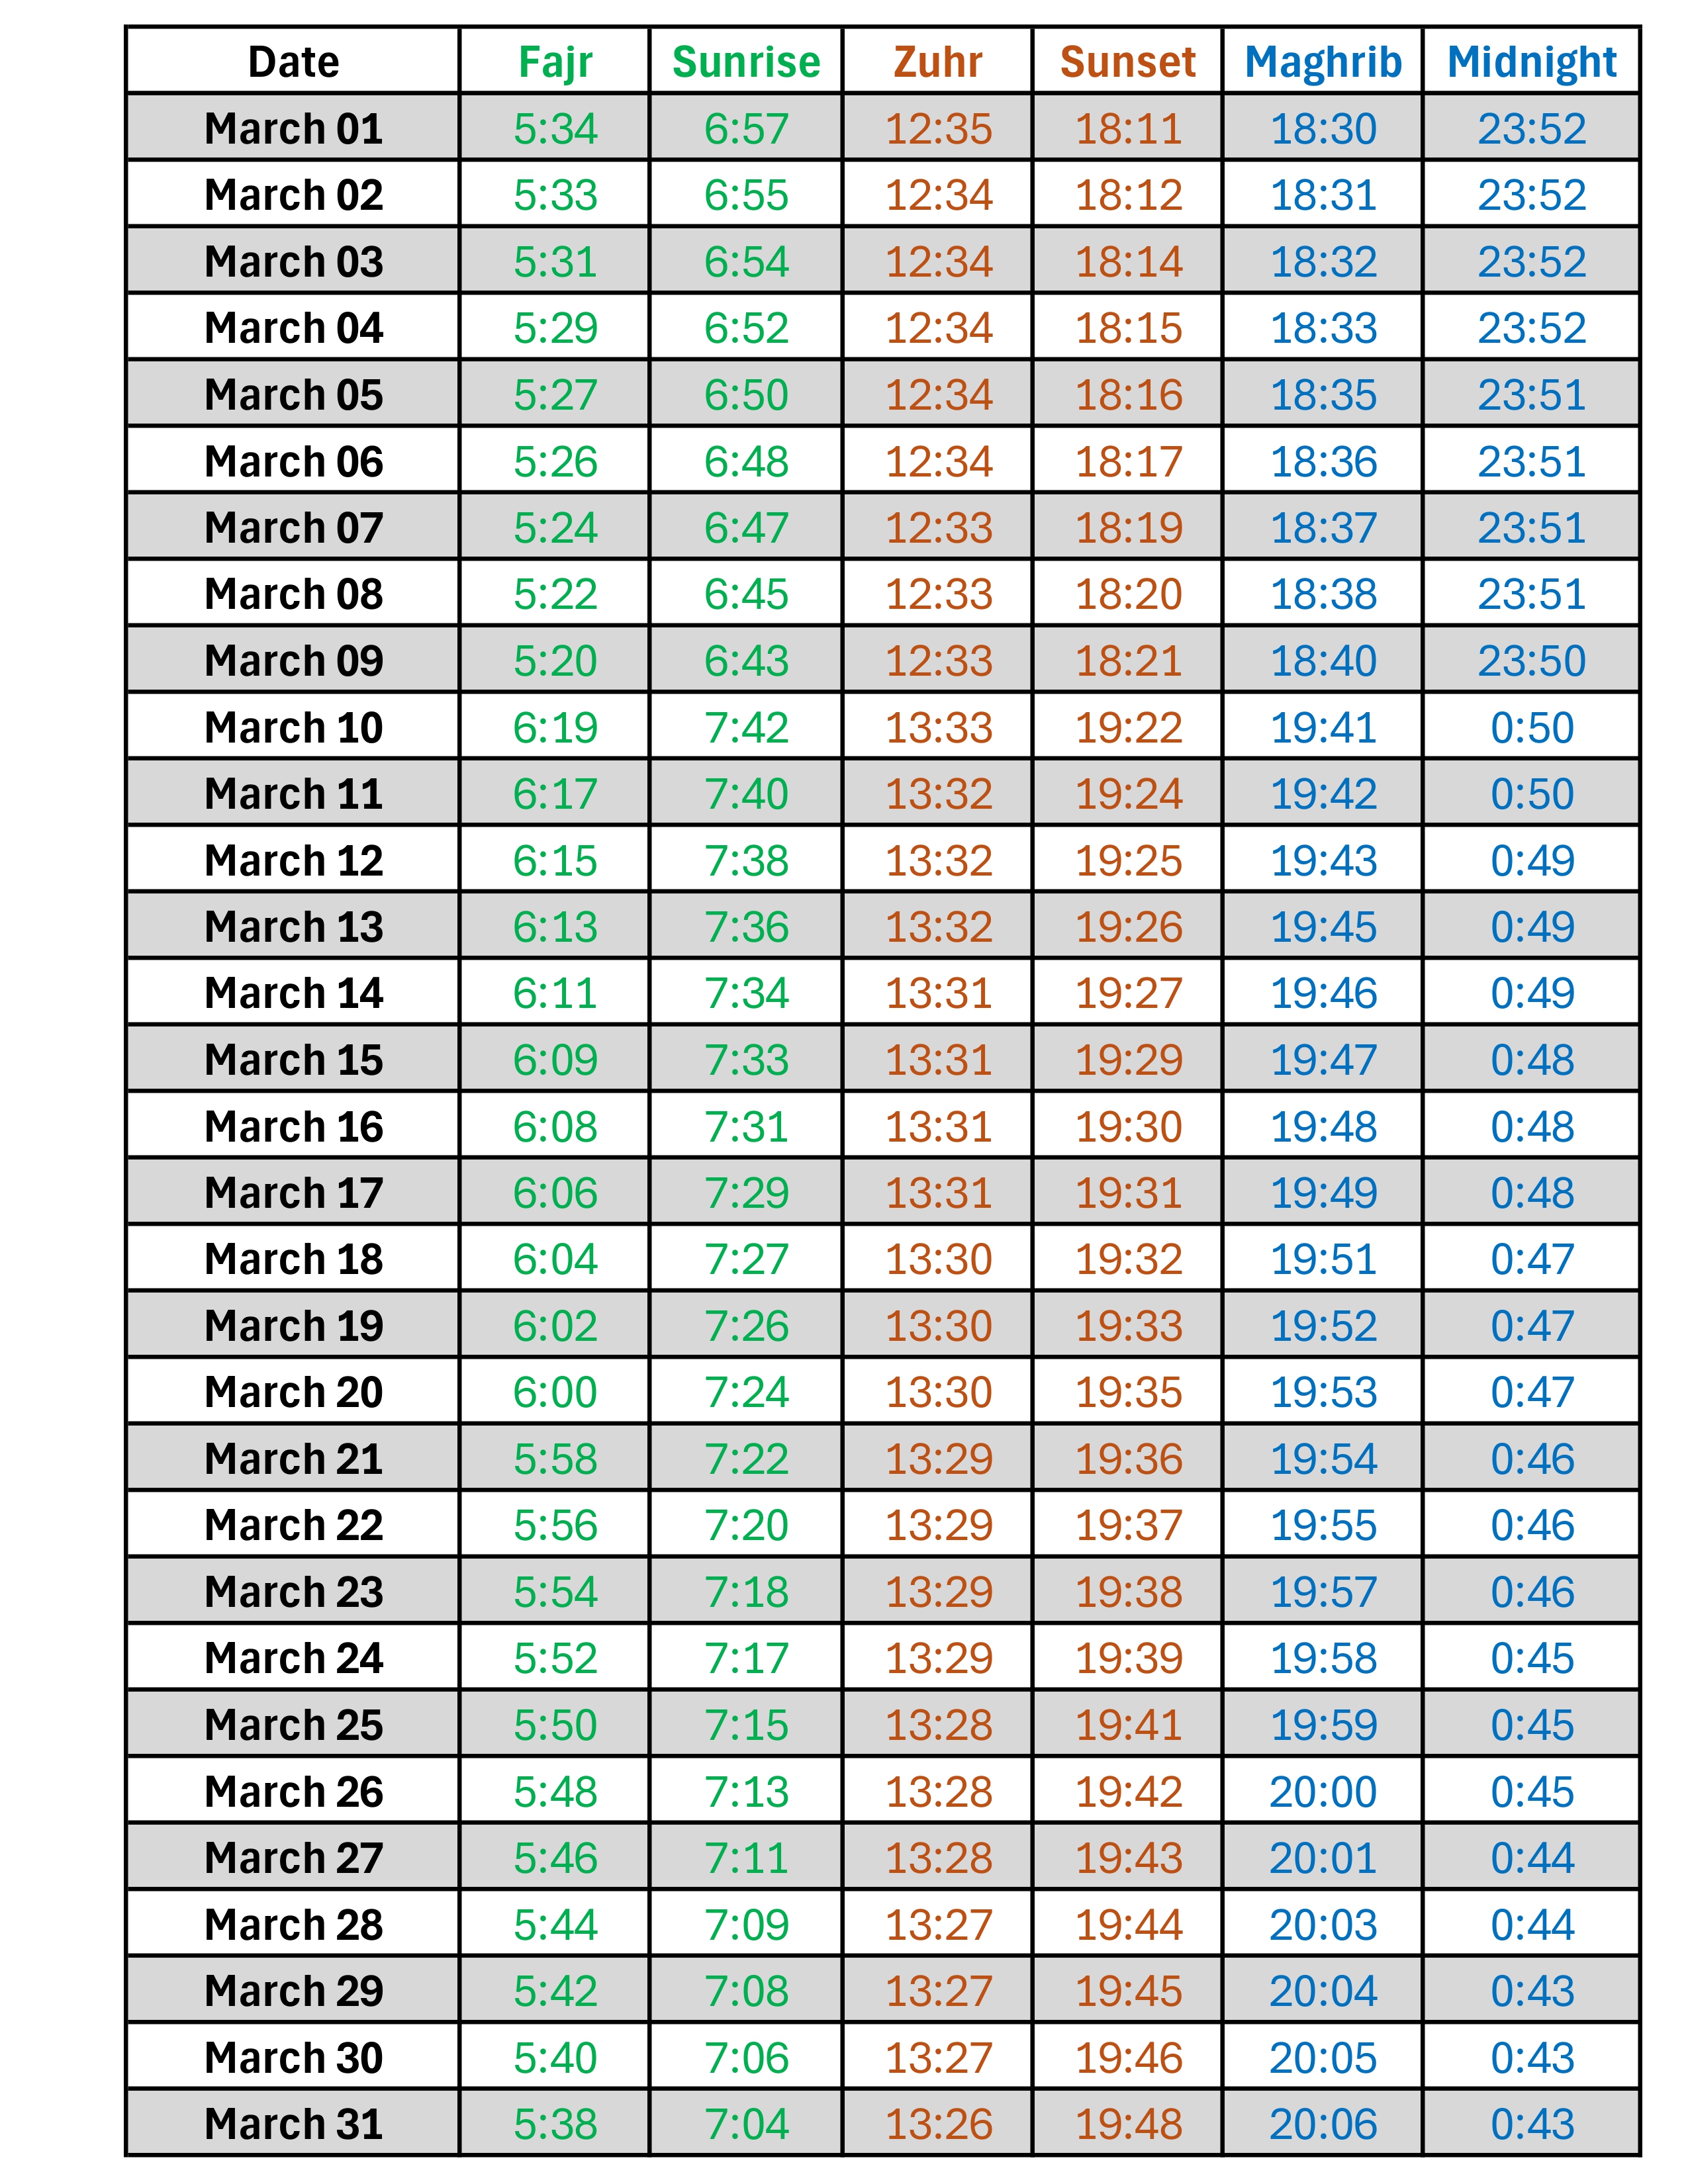 Date Fajr Sunrise Zuhr Sunset Maghrib Midnight
March 01 5:34 6:57 12:35 18:11 18:30 23:52
March 02 5:33 6:55 12:34 18:12 18:31 23:52
March 03 5:31 6:54 12:34 18:14 18:32 23:52
March 04 5:29 6:52 12:34 18:15 18:33 23:52
March 05 5:27 6:50 12:34 18:16 18:35 23:51
March 06 5:26 6:48 12:34 18:17 18:36 23:51
March 07 5:24 6:47 12:33 18:19 18:37 23:51
March 08 5:22 6:45 12:33 18:20 18:38 23:51
March 09 5:20 6:43 12:33 18:21 18:40 23:50
March 10 6:19 7:42 13:33 19:22 19:41 0:50
March 11 6:17 7:40 13:32 19:24 19:42 0:50
March 12 6:15 7:38 13:32 19:25 19:43 0:49
March 13 6:13 7:36 13:32 19:26 19:45 0:49
March 14 6:11 7:34 13:31 19:27 19:46 0:49
March 15 6:09 7:33 13:31 19:29 19:47 0:48
March 16 6:08 7:31 13:31 19:30 19:48 0:48
March 17 6:06 7:29 13:31 19:31 19:49 0:48
March 18 6:04 7:27 13:30 19:32 19:51 0:47
March 19 6:02 7:26 13:30 19:33 19:52 0:47
March 20 6:00 7:24 13:30 19:35 19:53 0:47
March 21 5:58 7:22 13:29 19:36 19:54 0:46
March 22 5:56 7:20 13:29 19:37 19:55 0:46
March 23 5:54 7:18 13:29 19:38 19:57 0:46
March 24 5:52 7:17 13:29 19:39 19:58 0:45
March 25 5:50 7:15 13:28 19:41 19:59 0:45
March 26 5:48 7:13 13:28 19:42 20:00 0:45
March 27 5:46 7:11 13:28 19:43 20:01 0:44
March 28 5:44 7:09 13:27 19:44 20:03 0:44
March 29 5:42 7:08 13:27 19:45 20:04 0:43
March 30 5:40 7:06 13:27 19:46 20:05 0:43
March 31 5:38 7:04 13:26 19:48 20:06 0:43